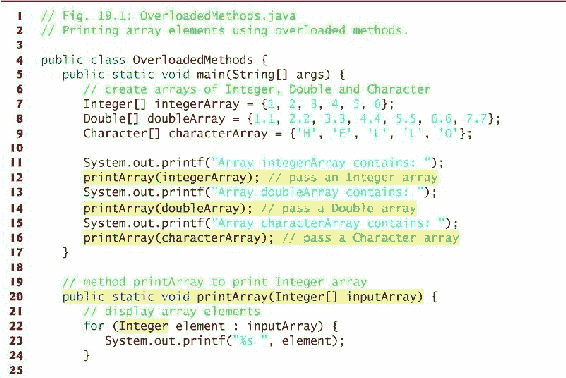 1 // Fig. 19.1: OverloadedMethods.java
2 // Printing array elements using overloaded methods.
3
4 public class OverloadedMethods {
5 public static void main(String[] args) {
6 // create arrays of Integer, Double and Character
7 Integer[] integerArray = {1, 2, 3, 4, 5, 6};
8 Double[] doubleArray = {1.1, 2.2, 3.3, 4.4, 5.5, 6.6, 7.7};
9 Character[] characterArray = {'H', 'E', 'L', 'L', 'O'};
10
11 System.out.printf("Array integerArray contains: ");
12 printArray(integerArray); // pass an Integer array
13 System.out.printf("Array doubleArray contains: ");
14 printArray(doubleArray); // pass a Double array
15 System.out.printf("Array characterArray contains: ");
16 printArray(characterArray); // pass a Character array
17 }
18
19 // method printArray to print Integer array
20 public static void printArray(Integer[] inputArray) {
21 // display array elements
22 for (Integer element : inputArray) {
23 System.out.printf("%s ", element);
24 }
25